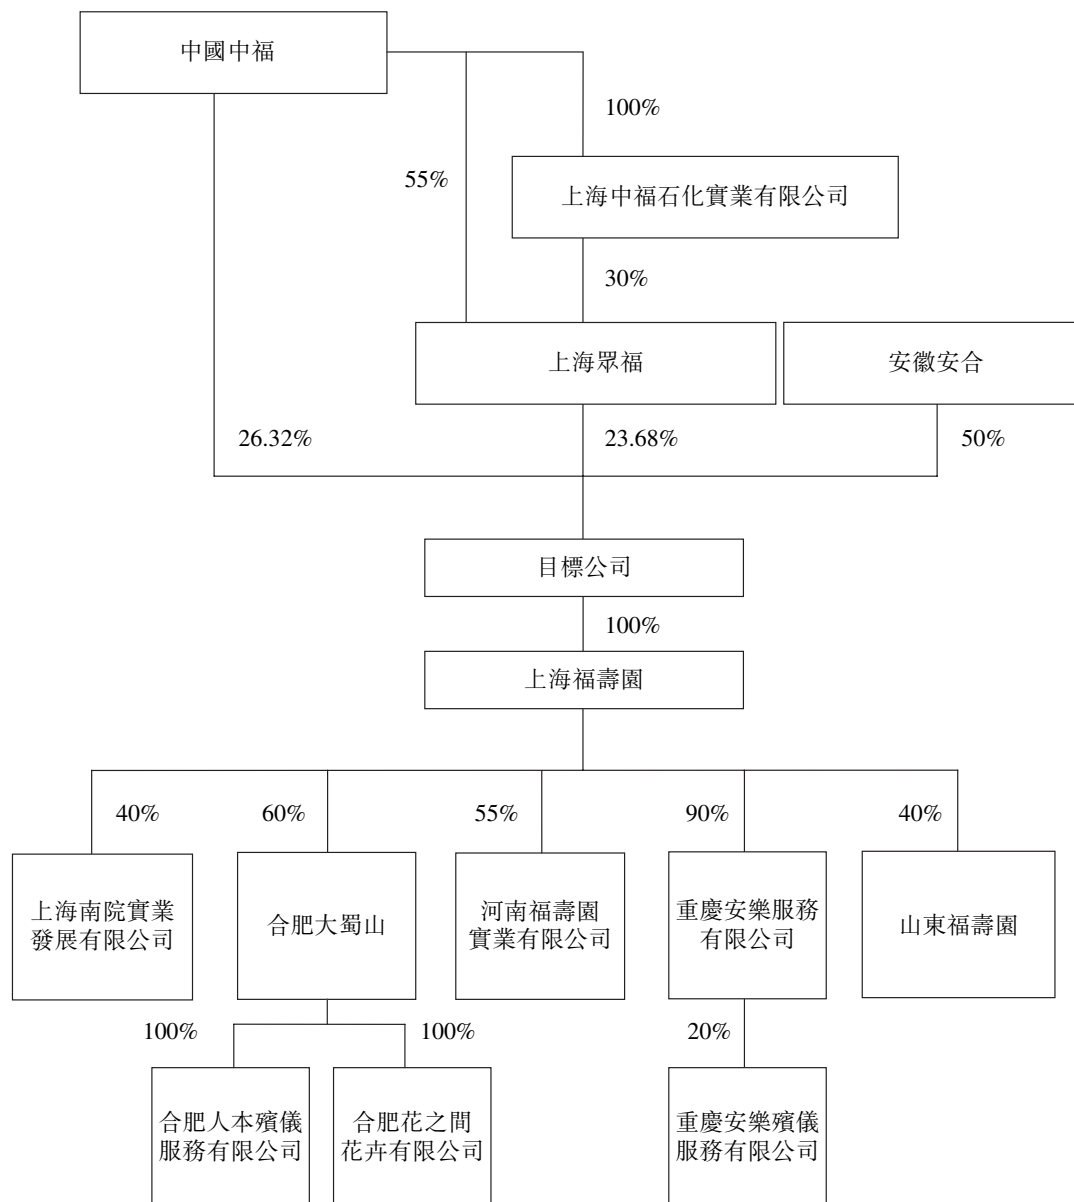 中國中福
100%
55%
上海中福石化實業有限公司
30%
上海眾福
安徽安合
26.32%
23.68%
50%
目標公司
100%
上海福壽園
40%
60%
55%
90%
40%
上海南院實業
發展有限公司
合肥大蜀山
河南福壽園
實業有限公司
重慶安樂服務
有限公司
山東福壽園
100%
100%
20%
合肥人本殯儀
服務有限公司
合肥花之間
花卉有限公司
重慶安樂殯儀
服務有限公司